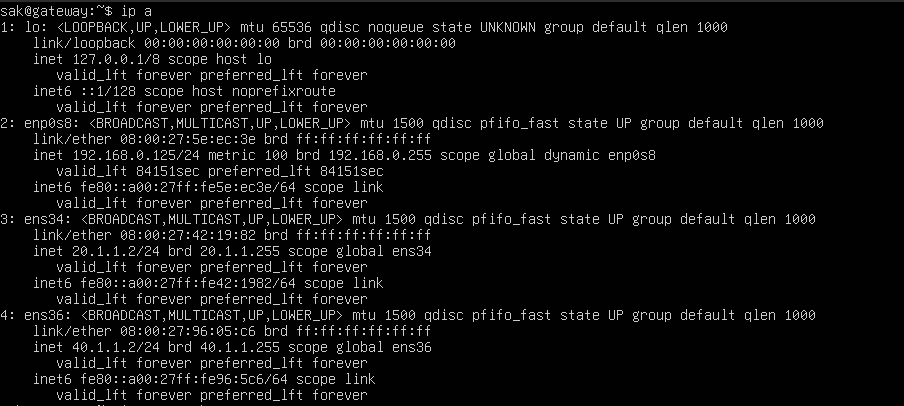 sak@gateway:~$ ip a
1: lo: <LOOPBACK,UP,LOWER_UP> mtu 65536 qdisc noqueue state UNKNOWN group default qlen 1000
    link/loopback 00:00:00:00:00:00 brd 00:00:00:00:00:00
    inet 127.0.0.1/8 scope host lo
       valid_lft forever preferred_lft forever
    inet6 ::1/128 scope host noprefixroute
       valid_lft forever preferred_lft forever
2: enp0s8: <BROADCAST,MULTICAST,UP,LOWER_UP> mtu 1500 qdisc pfifo_fast state UP group default qlen 1000
    link/ether 08:00:27:5e:ec:3e brd ff:ff:ff:ff:ff:ff
    inet 192.168.0.125/24 metric 100 brd 192.168.0.255 scope global dynamic enp0s8
       valid_lft 84151sec preferred_lft 84151sec
    inet6 fe80::a00:27ff:fe5e:ec3e/64 scope link
       valid_lft forever preferred_lft forever
3: ens34: <BROADCAST,MULTICAST,UP,LOWER_UP> mtu 1500 qdisc pfifo_fast state UP group default qlen 1000
    link/ether 08:00:27:42:19:82 brd ff:ff:ff:ff:ff:ff
    inet 20.1.1.2/24 brd 20.1.1.255 scope global ens34
       valid_lft forever preferred_lft forever
    inet6 fe80::a00:27ff:fe42:1982/64 scope link
       valid_lft forever preferred_lft forever
4: ens36: <BROADCAST,MULTICAST,UP,LOWER_UP> mtu 1500 qdisc pfifo_fast state UP group default qlen 1000
    link/ether 08:00:27:96:05:c6 brd ff:ff:ff:ff:ff:ff
    inet 40.1.1.2/24 brd 40.1.1.255 scope global ens36
       valid_lft forever preferred_lft forever
    inet6 fe80::a00:27ff:fe96:5c6/64 scope link
       valid_lft forever preferred_lft forever